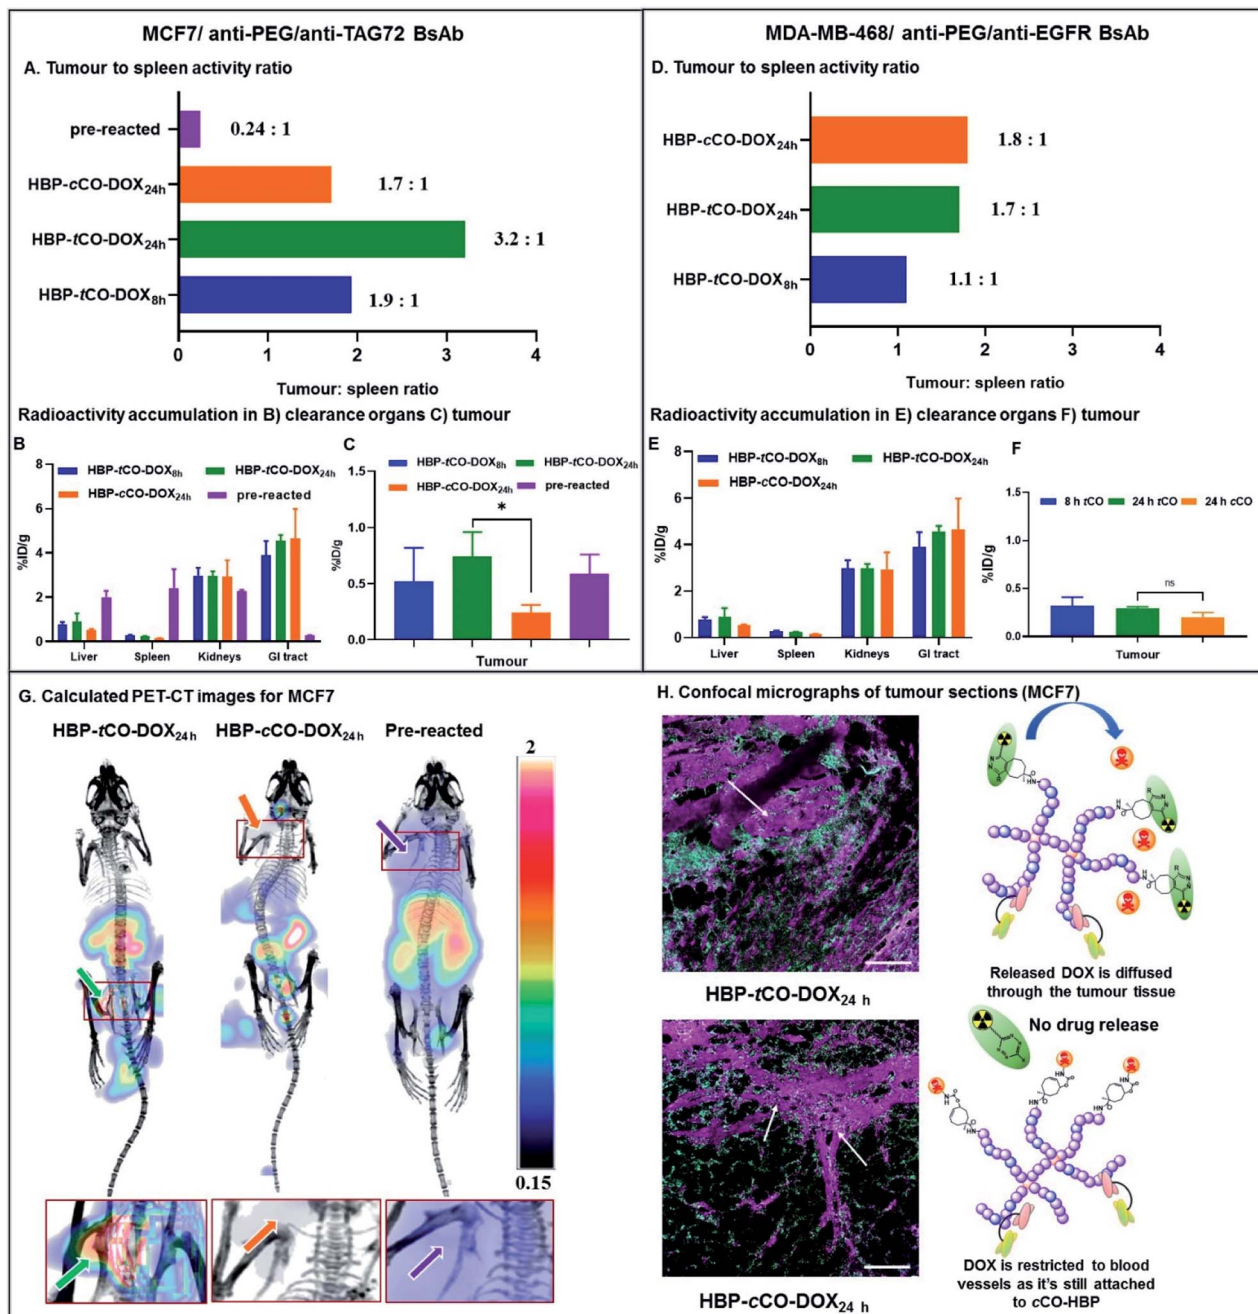 MCF7/ anti-PEG/anti-TAG72 BsAb
A. Tumour to spleen activity ratio
pre-reacted
0.24 : 1
HBP-cCO-DOX24h
1.7 : 1
HBP-tCO-DOX24h
3.2 : 1
HBP-tCO-DOX8h
1.9 : 1
0 1 2 3 4
Tumour: spleen ratio
Radioactivity accumulation in B) clearance organs C) tumour
B
HBP-tCO-DOX8h HBP-tCO-DOX24h
HBP-cCO-DOX24h pre-reacted
%ID/g
8
6
4
2
0
Liver Spleen Kidneys GI tract
C
HBP-tCO-DOX8h HBP-tCO-DOX24h
HBP-cCO-DOX24h pre-reacted
%ID/g
1.5
1.0
0.5
0.0
*
Tumour
MDA-MB-468/ anti-PEG/anti-EGFR BsAb
D. Tumour to spleen activity ratio
HBP-cCO-DOX24h
1.8 : 1
HBP-tCO-DOX24h
1.7 : 1
HBP-tCO-DOX8h
1.1 : 1
0 1 2 3 4
Tumour: spleen ratio
Radioactivity accumulation in E) clearance organs F) tumour
E
HBP-tCO-DOX8h HBP-tCO-DOX24h
HBP-cCO-DOX24h
%ID/g
8
6
4
2
0
Liver Spleen Kidneys GI tract
F
8 h tCO 24 h tCO 24 h cCO
%ID/g
1.5
1.0
0.5
0.0
ns
Tumour
G. Calculated PET-CT images for MCF7
HBP-tCO-DOX24 h
HBP-cCO-DOX24 h
Pre-reacted
2
0.15
H. Confocal micrographs of tumour sections (MCF7)
HBP-tCO-DOX24 h
Released DOX is diffused
through the tumour tissue
No drug release
HBP-cCO-DOX24 h
DOX is restricted to blood
vessels as it's still attached
to cCO-HBP